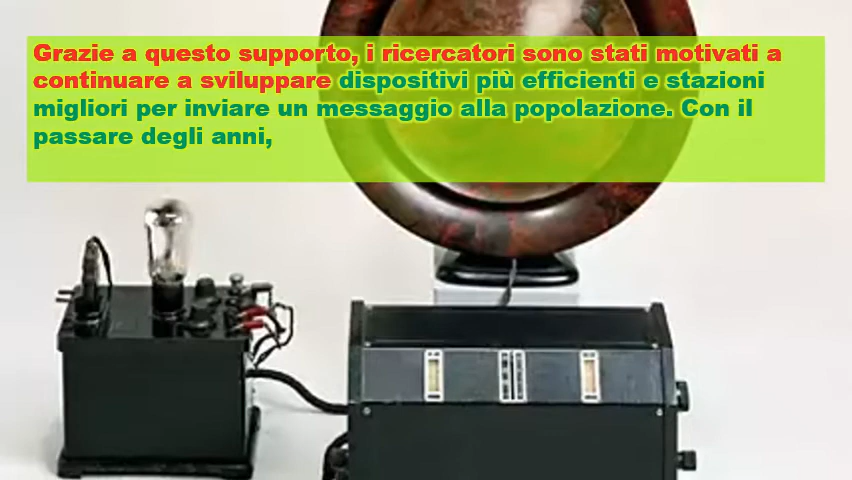 Grazie a questo supporto, i ricercatori sono stati motivati a
continuare a sviluppare dispositivi più efficienti e stazioni
migliori per inviare un messaggio alla popolazione. Con il
passare degli anni,